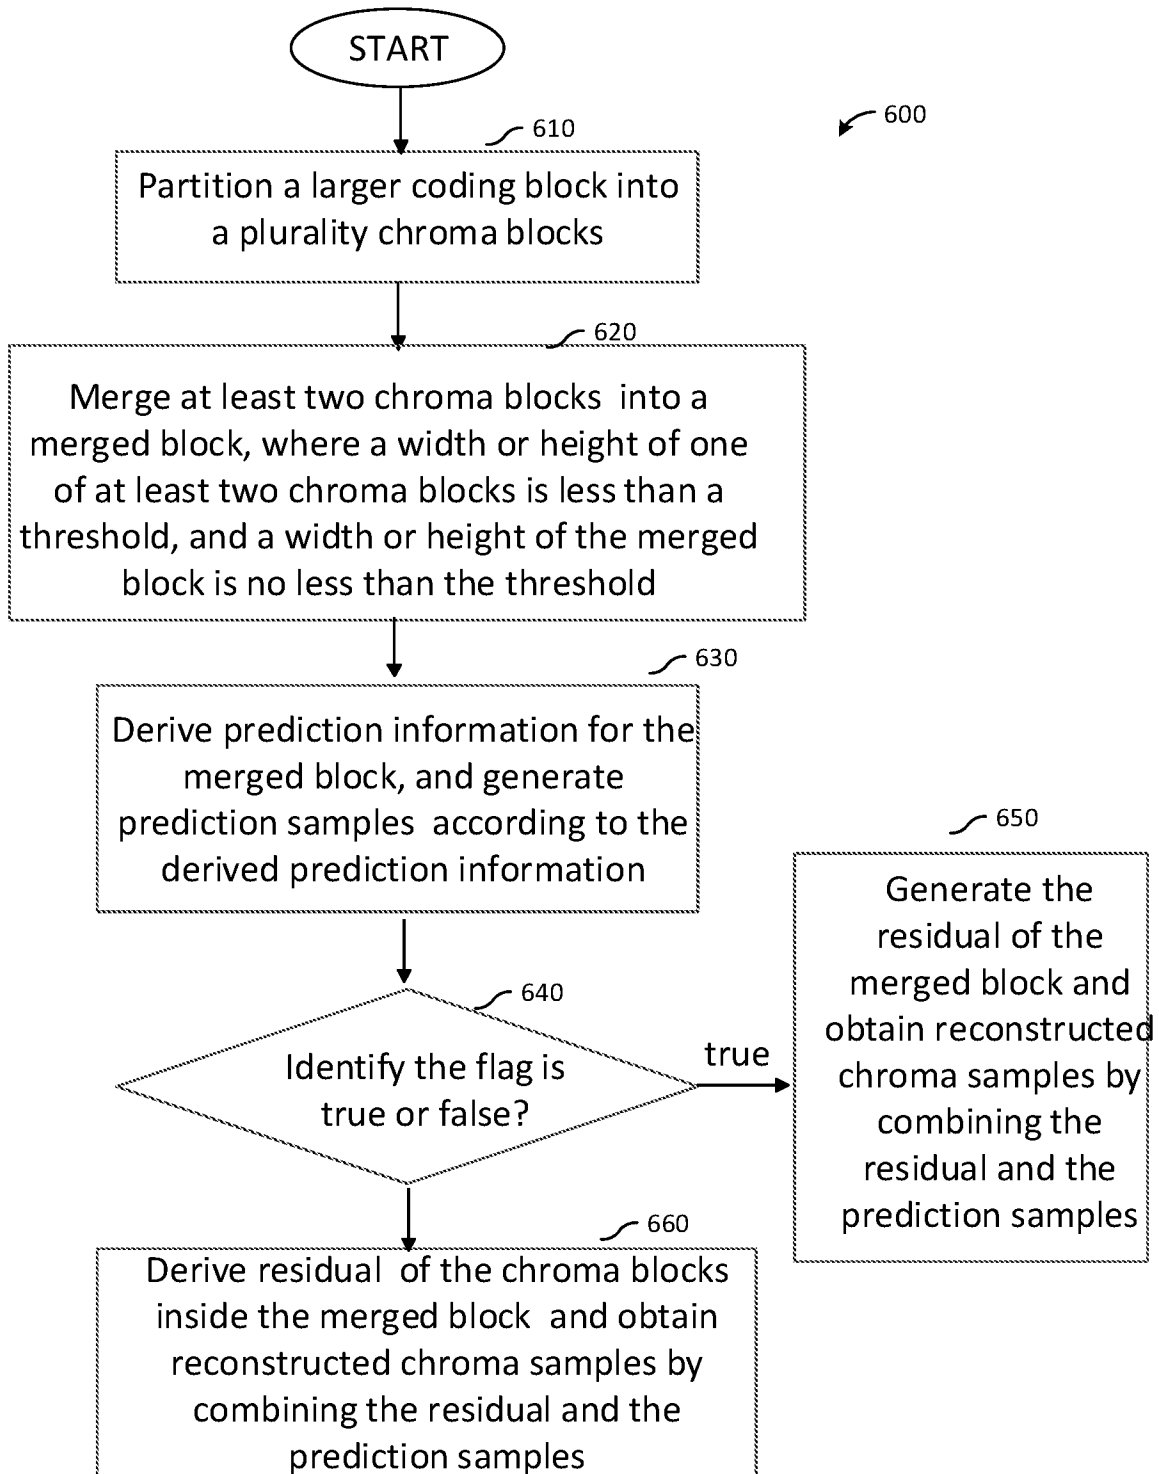 START
600
610
Partition a larger coding block into
a plurality chroma blocks
620
Merge at least two chroma blocks into a
merged block, where a width or height of one
of at least two chroma blocks is less than a
threshold, and a width or height of the merged
block is no less than the threshold
630
Derive prediction information for the
merged block, and generate
prediction samples according to the
derived prediction information
640
Identify the flag is
true or false?
true
650
Generate the
residual of the
merged block and
obtain reconstructed
chroma samples by
combining the
residual and the
prediction samples
660
Derive residual of the chroma blocks
inside the merged block and obtain
reconstructed chroma samples by
combining the residual and the
prediction samples